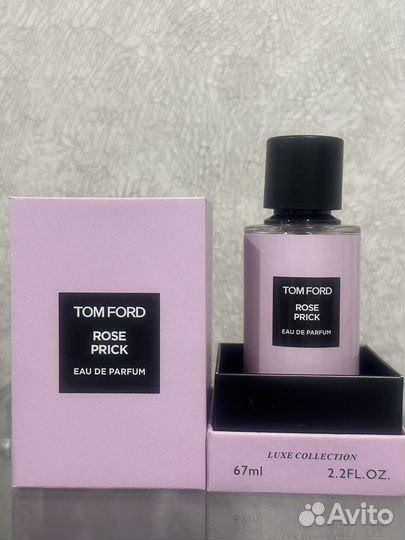 TOM FORD
ROSE
PRICK
EAU DE PARFUM
TOM FORD
ROSE
PRICK
EAU DE PARFUM
LUXE COLLECTION
67ml 2.2FL.OZ.
Avito